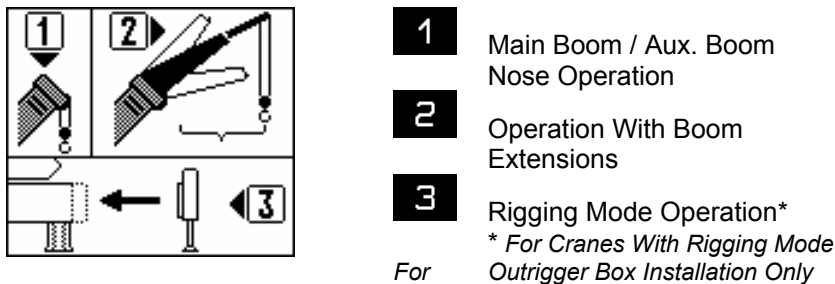 1
2
3
1
Main Boom / Aux. Boom
Nose Operation
2
Operation With Boom
Extensions
3
Rigging Mode Operation*
* For Cranes With Rigging Mode
For Outrigger Box Installation Only